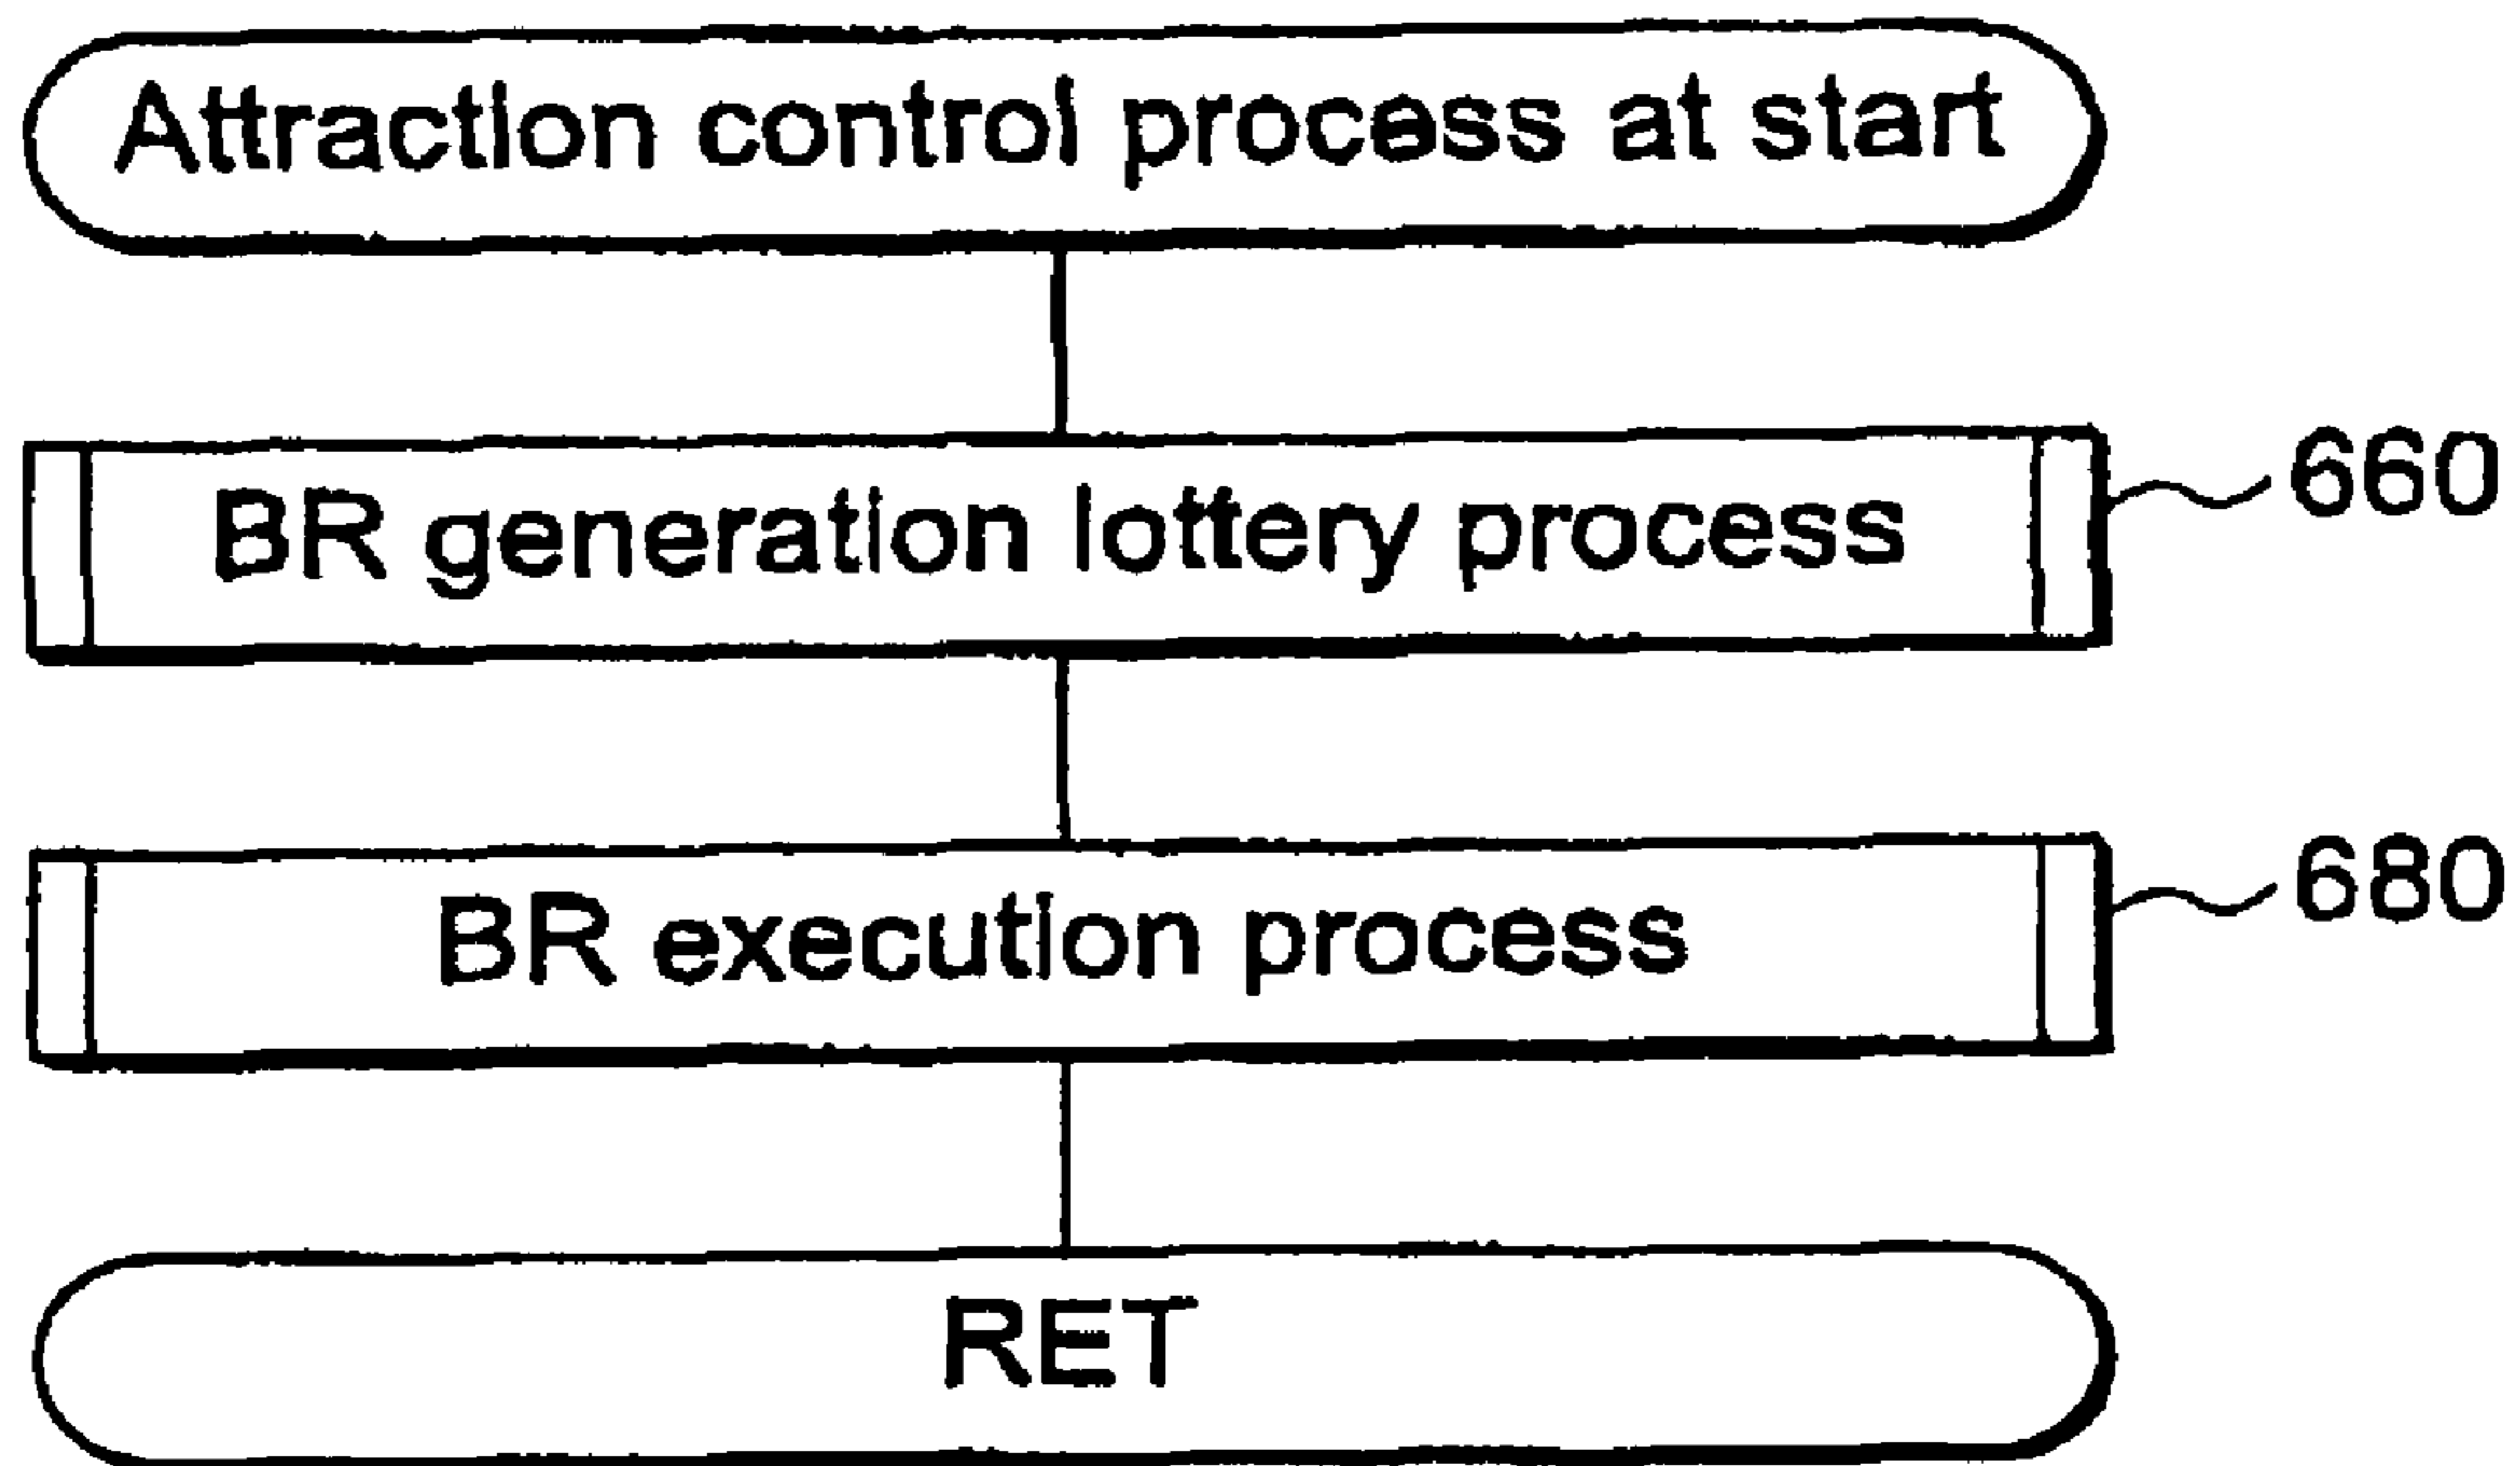 Attraction control process at start
BR generation lottery process
660
BR execution process
680
RET